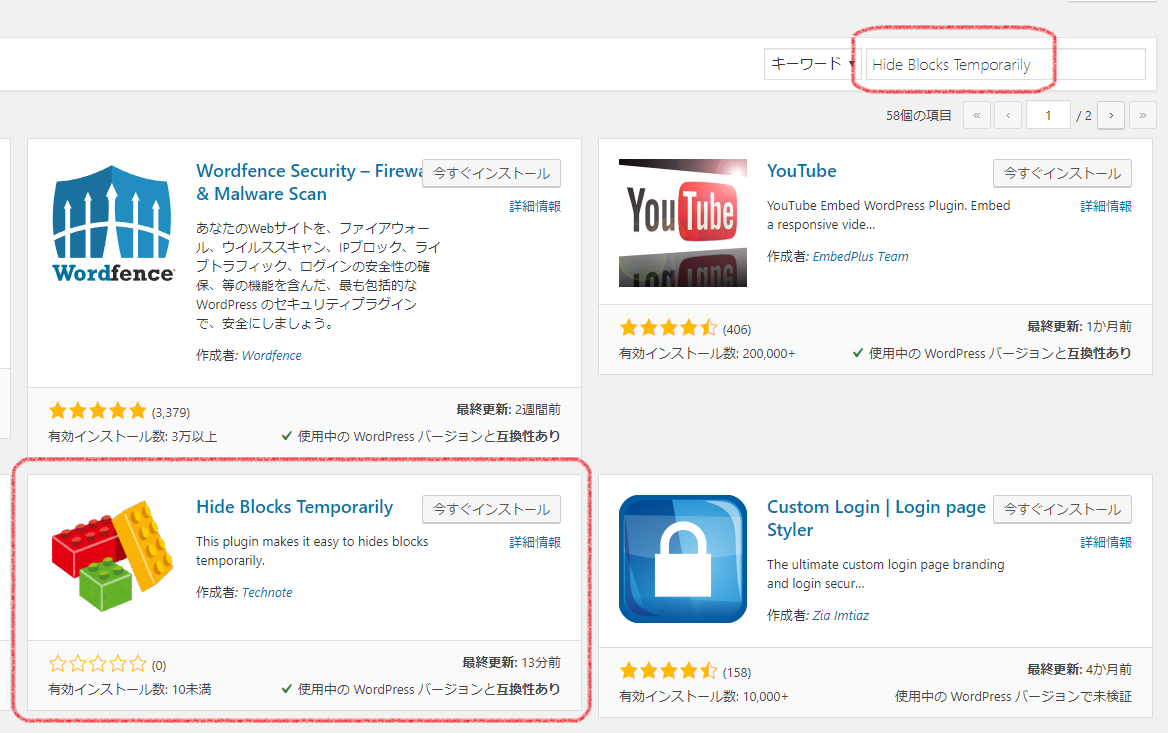 キーワード
Hide Blocks Temporarily
58個の項目 « ‹ 1 / 2 › »
Wordfence
Wordfence Security – Firewa
& Malware Scan
今すぐインストール
詳細情報
あなたのWebサイトを、ファイアウォー
ル、ウイルススキャン、IPブロック、ライ
ブトラフィック、ログインの安全性の確
保、等の機能を含んだ、最も包括的な
WordPress のセキュリティプラグイン
で、安全にしましょう。
作成者: Wordfence
(3,379)
最終更新: 2週間前
有効インストール数: 3万以上
使用中の WordPress バージョンと互換性あり
YouTube
YouTube
今すぐインストール
詳細情報
YouTube Embed WordPress Plugin. Embed
a responsive vide...
作成者: EmbedPlus Team
(406)
最終更新: 1か月前
有効インストール数: 200,000+
使用中の WordPress バージョンと互換性あり
Hide Blocks Temporarily
今すぐインストール
詳細情報
This plugin makes it easy to hides blocks
temporarily.
作成者: Technote
(0)
最終更新: 13分前
有効インストール数: 10未満
使用中の WordPress バージョンと互換性あり
Custom Login | Login page
Styler
今すぐインストール
詳細情報
The ultimate custom login page branding
and login secur...
作成者: Zia Imtiaz
(158)
最終更新: 4か月前
有効インストール数: 10,000+
使用中の WordPress バージョンで未検証